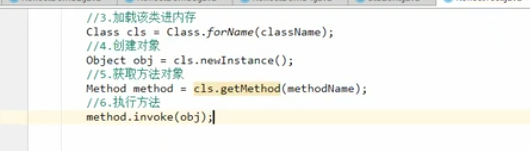 //3.加载该类进内存
Class cls = Class.forName(className);
//4.创建对象
Object obj = cls.newInstance();
//5.获取方法对象
Method method = cls.getMethod(methodName);
//6.执行方法
method.invoke(obj);